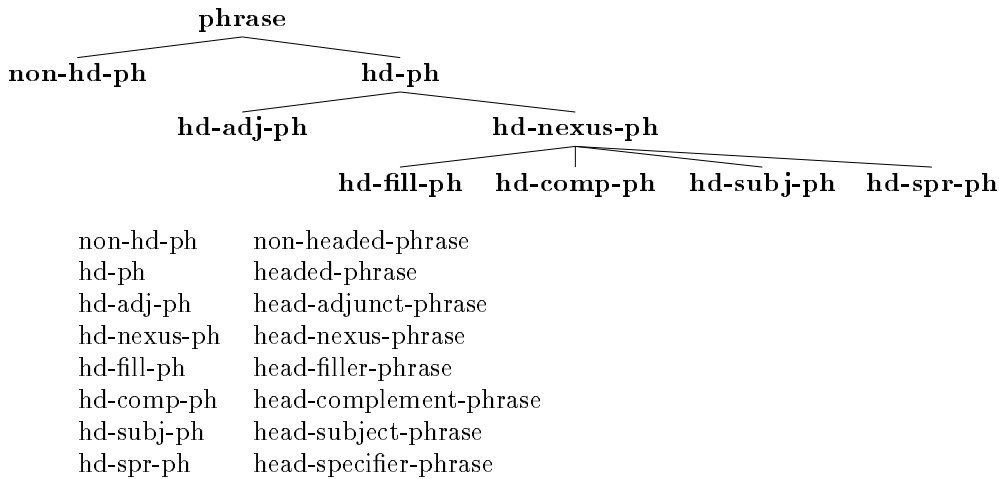 phrase
non-hd-ph hd-ph
hd-adj-ph hd-nexus-ph
hd-fill-ph hd-comp-ph hd-subj-ph hd-spr-ph
non-hd-ph non-headed-phrase
hd-ph headed-phrase
hd-adj-ph head-adjunct-phrase
hd-nexus-ph head-nexus-phrase
hd-fill-ph head-filler-phrase
hd-comp-ph head-complement-phrase
hd-subj-ph head-subject-phrase
hd-spr-ph head-specifier-phrase